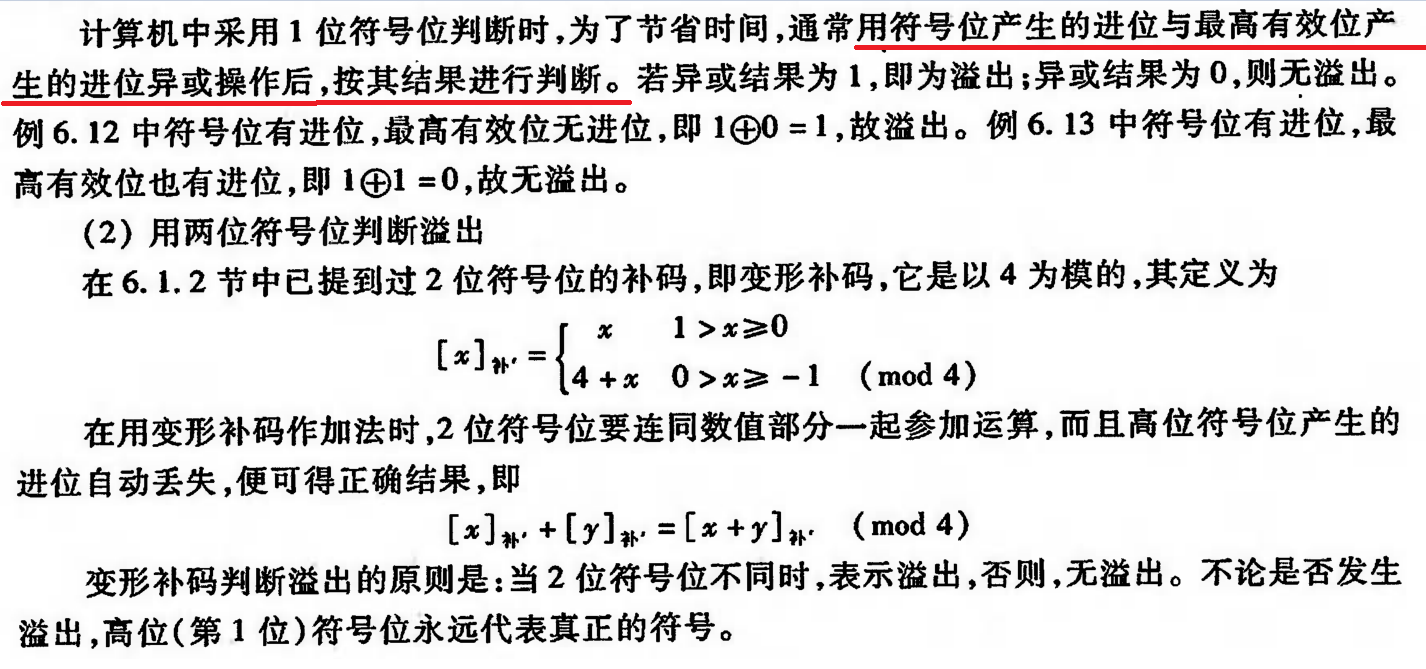 计算机中采用1位符号位判断时,为了节省时间,通常用符号位产生的进位与最高有效位产
生的进位异或操作后,按其结果进行判断。若异或结果为1,即为溢出;异或结果为0,则无溢出。
例6.12中符号位有进位,最高有效位无进位,即1⊕0=1,故溢出。例6.13中符号位有进位,最
高有效位也有进位,即1⊕1=0,故无溢出。
(2) 用两位符号位判断溢出
在6.1.2节中已提到过2位符号位的补码,即变形补码,它是以4为模的,其定义为
[x]补′ = { x 1>x≥0
4+x 0>x≥-1 (mod 4)
在用变形补码作加法时,2位符号位要连同数值部分一起参加运算,而且高位符号位产生的
进位自动丢失,便可得正确结果,即
[x]补′+[y]补′=[x+y]补′ (mod 4)
变形补码判断溢出的原则是:当2位符号位不同时,表示溢出,否则,无溢出。不论是否发生
溢出,高位(第1位)符号位永远代表真正的符号。